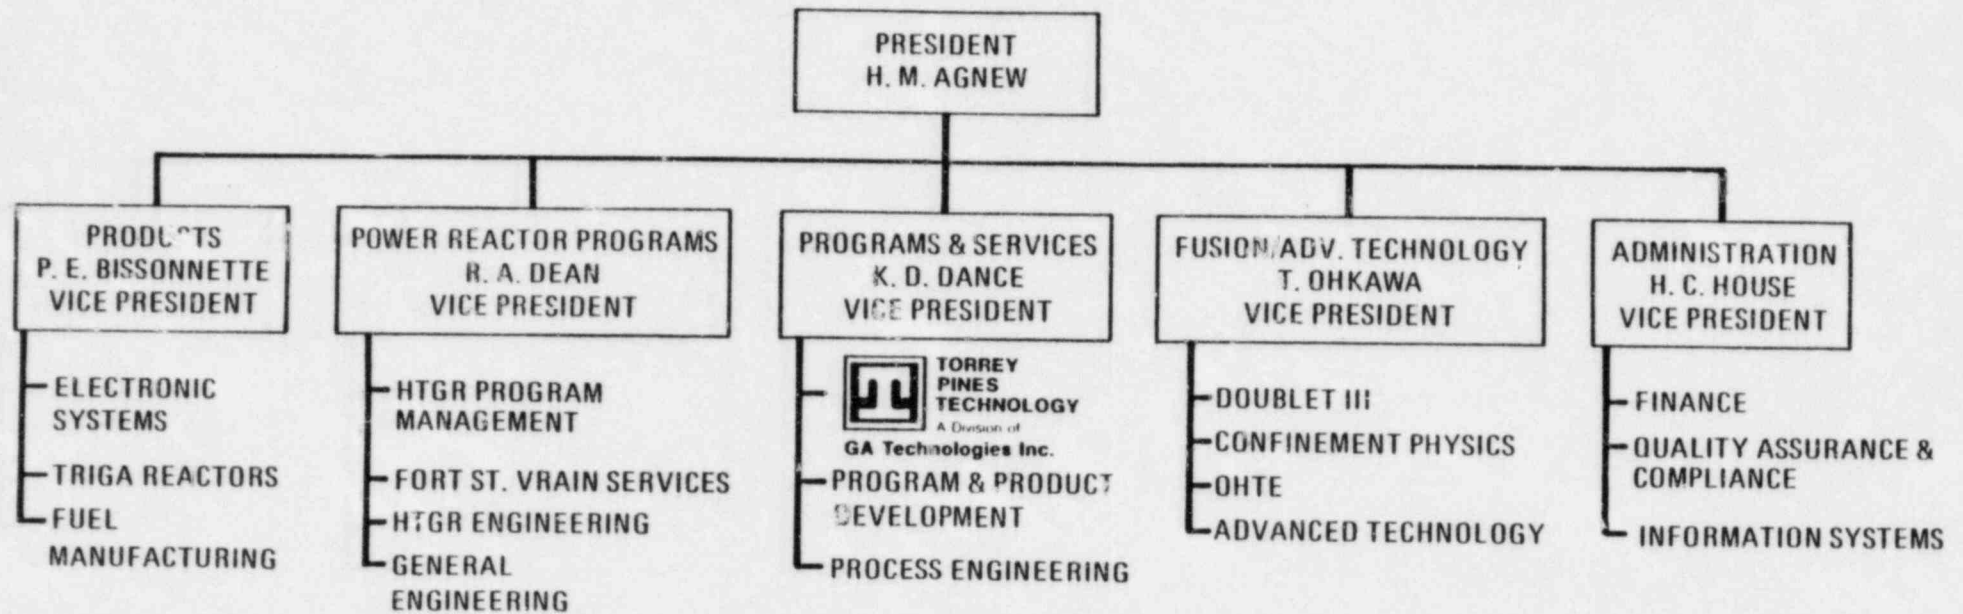 PRESIDENT
H. M. AGNEW
PRODUCTS
P. E. BISSONNETTE
VICE PRESIDENT
ELECTRONIC
SYSTEMS
TRIGA REACTORS
FUEL
MANUFACTURING
POWER REACTOR PROGRAMS
R. A. DEAN
VICE PRESIDENT
HTGR PROGRAM
MANAGEMENT
FORT ST. VRAIN SERVICES
HTGR ENGINEERING
GENERAL
ENGINEERING
PROGRAMS & SERVICES
K. D. DANCE
VICE PRESIDENT
TORREY
PINES
TECHNOLOGY
A Division of
GA Technologies Inc.
PROGRAM & PRODUCT
DEVELOPMENT
PROCESS ENGINEERING
FUSION/ADV. TECHNOLOGY
T. OHKAWA
VICE PRESIDENT
DOUBLET III
CONFINEMENT PHYSICS
OHTE
ADVANCED TECHNOLOGY
ADMINISTRATION
H. C. HOUSE
VICE PRESIDENT
FINANCE
QUALITY ASSURANCE &
COMPLIANCE
INFORMATION SYSTEMS